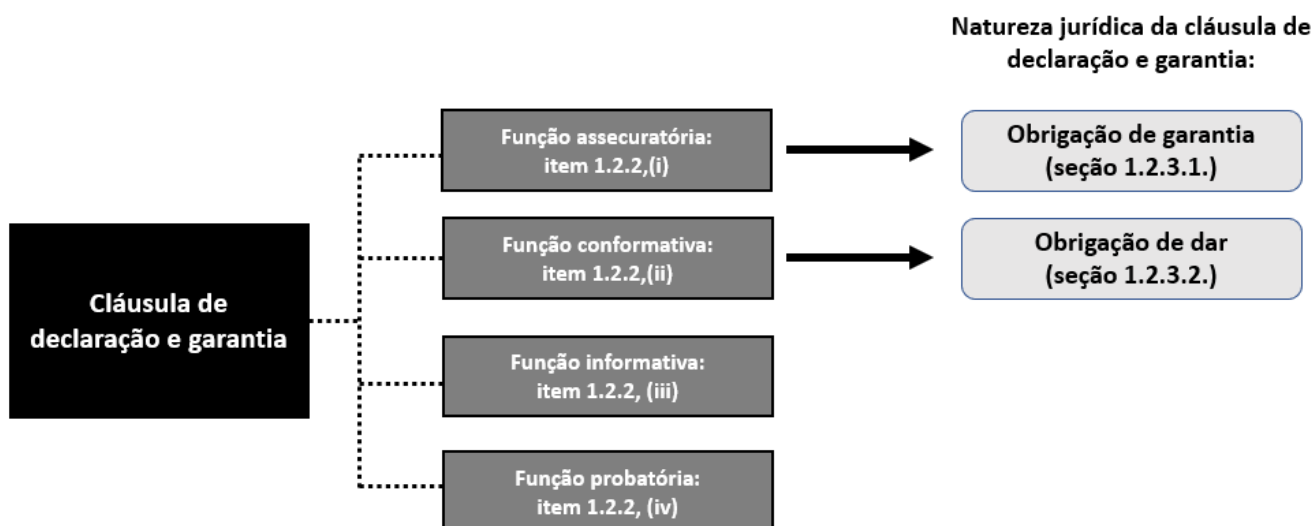 Natureza jurídica da cláusula de
declaração e garantia:
Cláusula de
declaração e garantia
Função assecuratória:
item 1.2.2,(i)
Obrigação de garantia
(seção 1.2.3.1.)
Função conformativa:
item 1.2.2,(ii)
Obrigação de dar
(seção 1.2.3.2.)
Função informativa:
item 1.2.2, (iii)
Função probatória:
item 1.2.2, (iv)